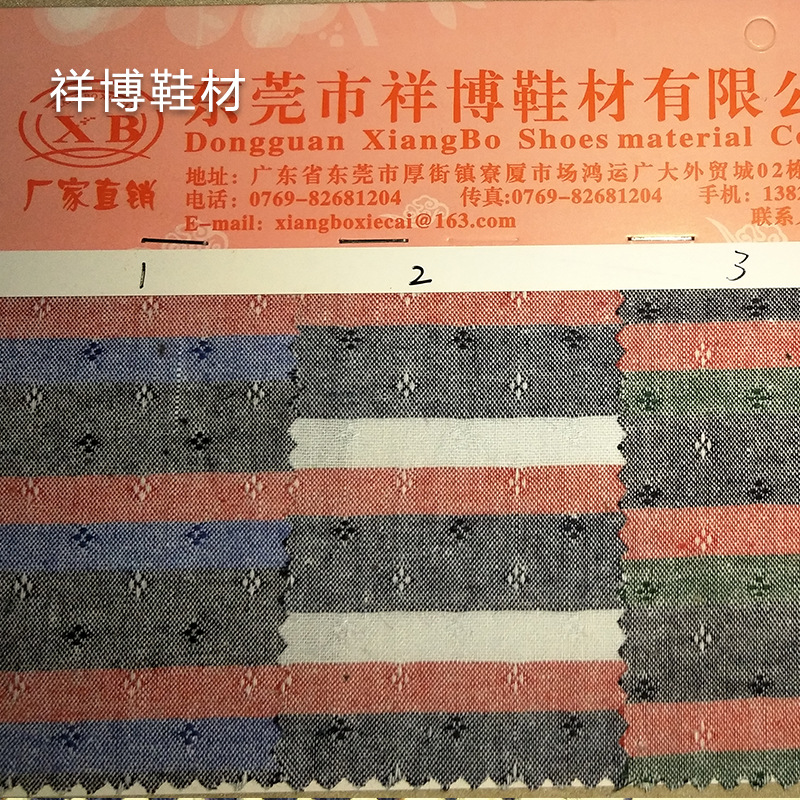 祥博鞋材
东莞市祥博鞋材有限公
XB
Dongguan XiangBo Shoes material Co
厂家直销
地址：广东省东莞市厚街镇寮厦市场鸿运广大外贸城02栋
电话：0769-82681204 传真:0769-82681204 手机：138
联系
E-mail: xiangboxiecai@163.com
1 2 3